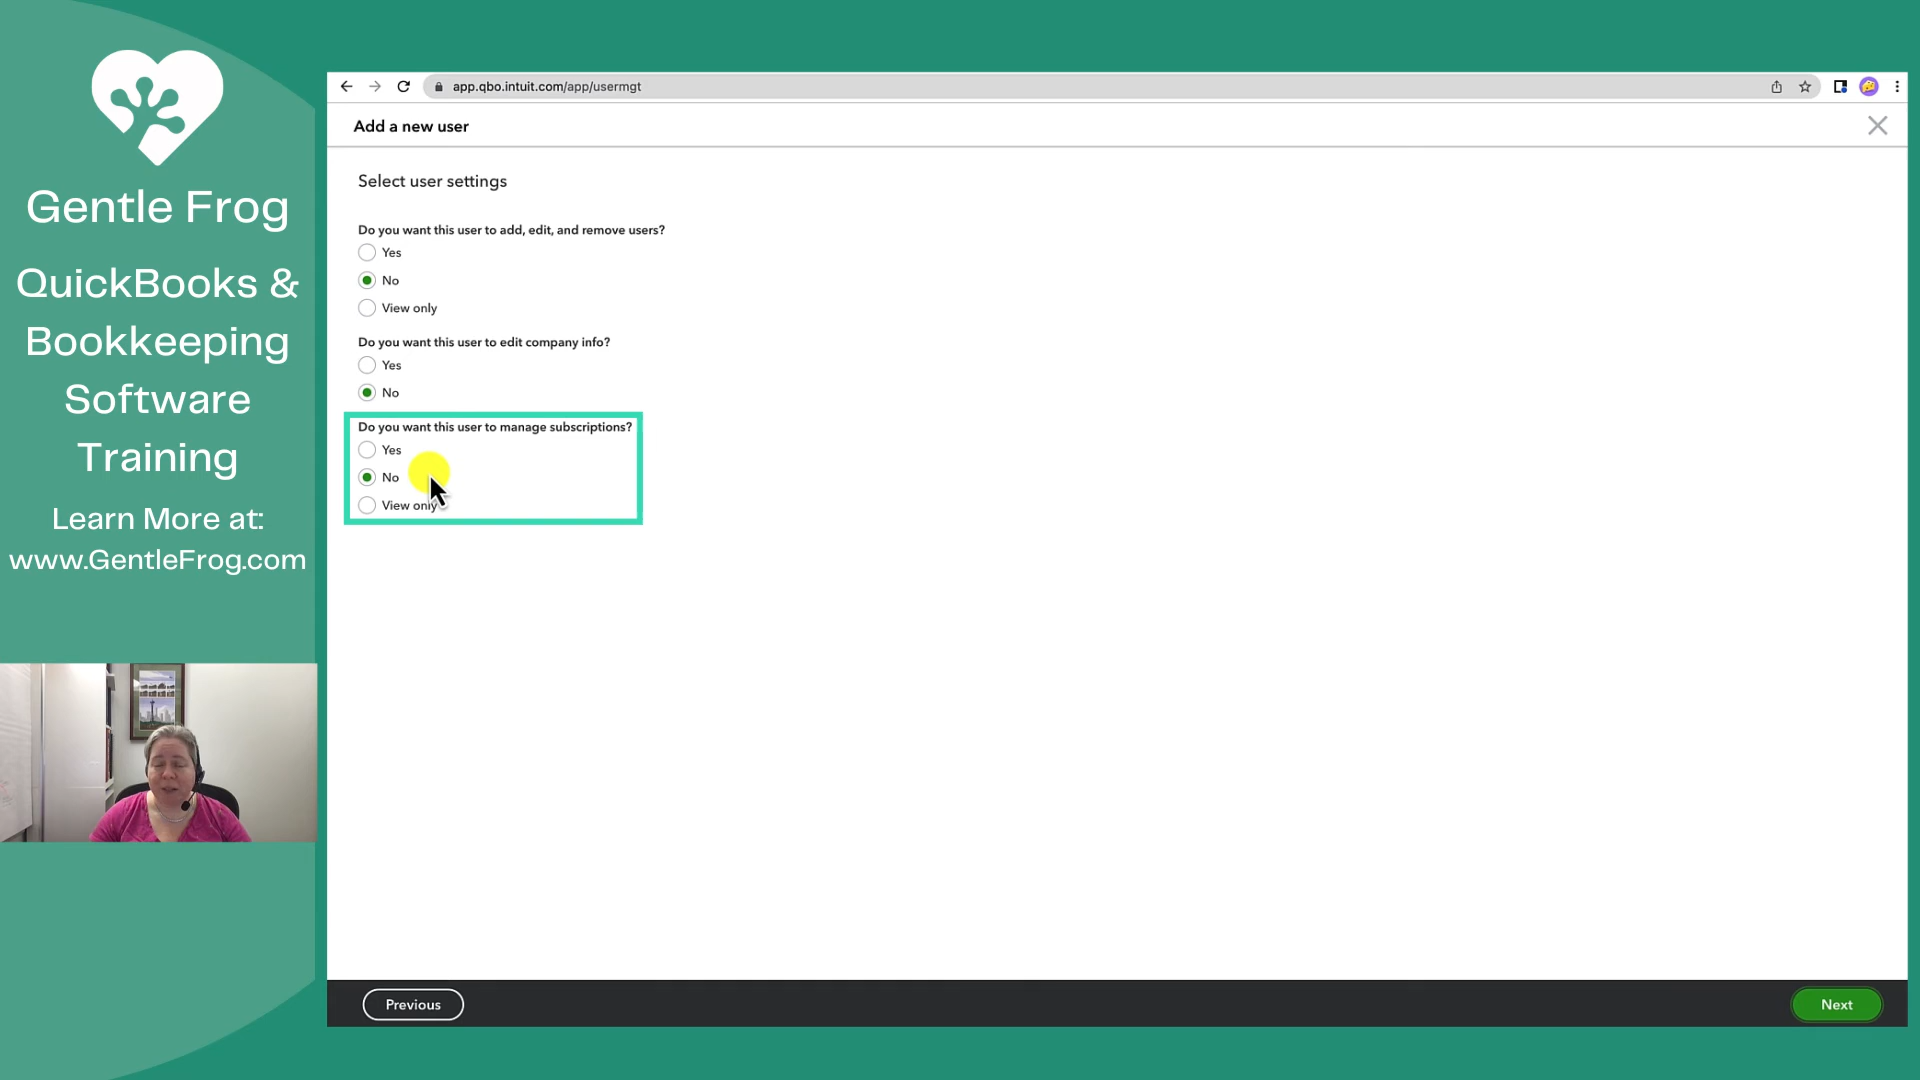 Gentle Frog
QuickBooks &
Bookkeeping
Software
Training
Learn More at:
www.GentleFrog.com
app.qbo.intuit.com/app/usermgt
Add a new user
Select user settings
Do you want this user to add, edit, and remove users?
Yes
No
View only
Do you want this user to edit company info?
Yes
No
Do you want this user to manage subscriptions?
Yes
No
View only
Previous
Next